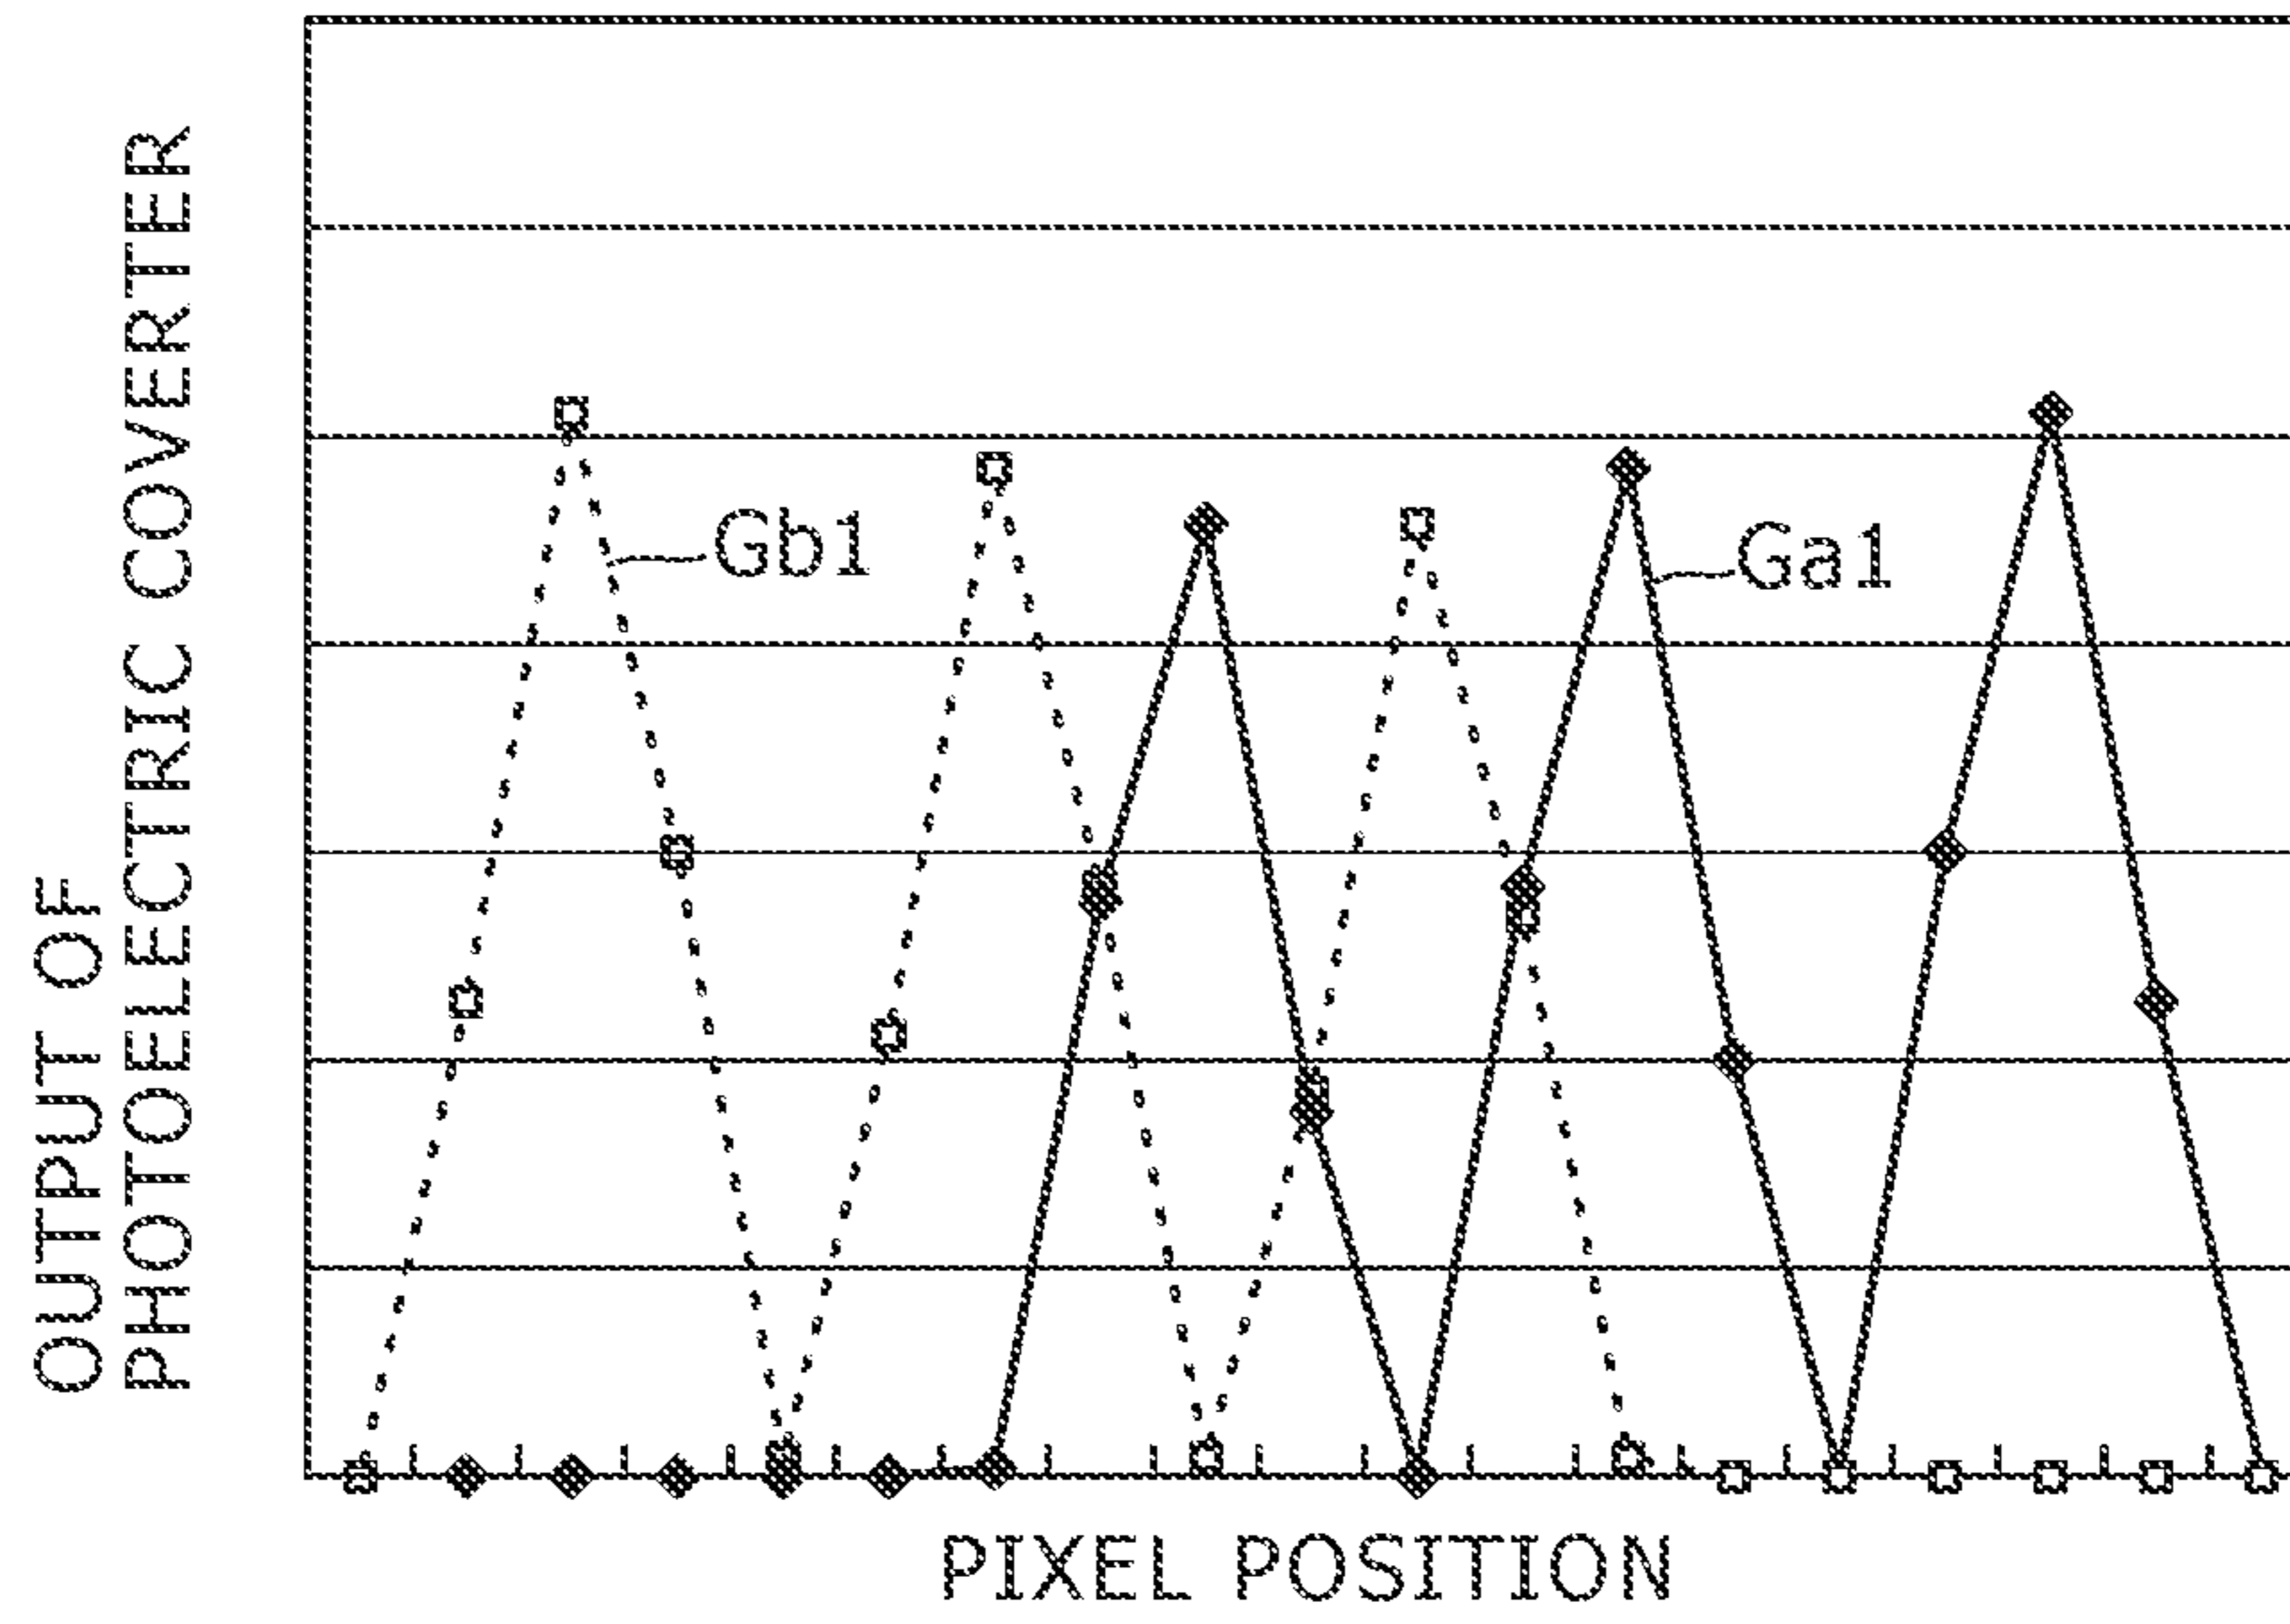 OUTPUT OF
PHOTOELECTRIC COVERTER
Gb1
Ga1
PIXEL POSITION